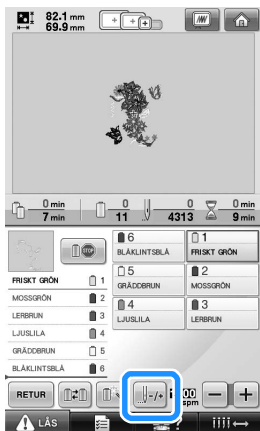 82.1 mm
69.9 mm
0 min
7 min
0
11
0
4313
0 min
9 min
STOP
FRISKT GRÖN 1
MOSSGRÖN 2
LERBRUN 3
LJUSLILA 4
GRÄDDBRUN 5
BLÅKLINTSBLÅ 6
6
BLÅKLINTSBLÅ
1
FRISKT GRÖN
5
GRÄDDBRUN
2
MOSSGRÖN
4
LJUSLILA
3
LERBRUN
RETUR
-/+
00
spm
- +
LÅS
?